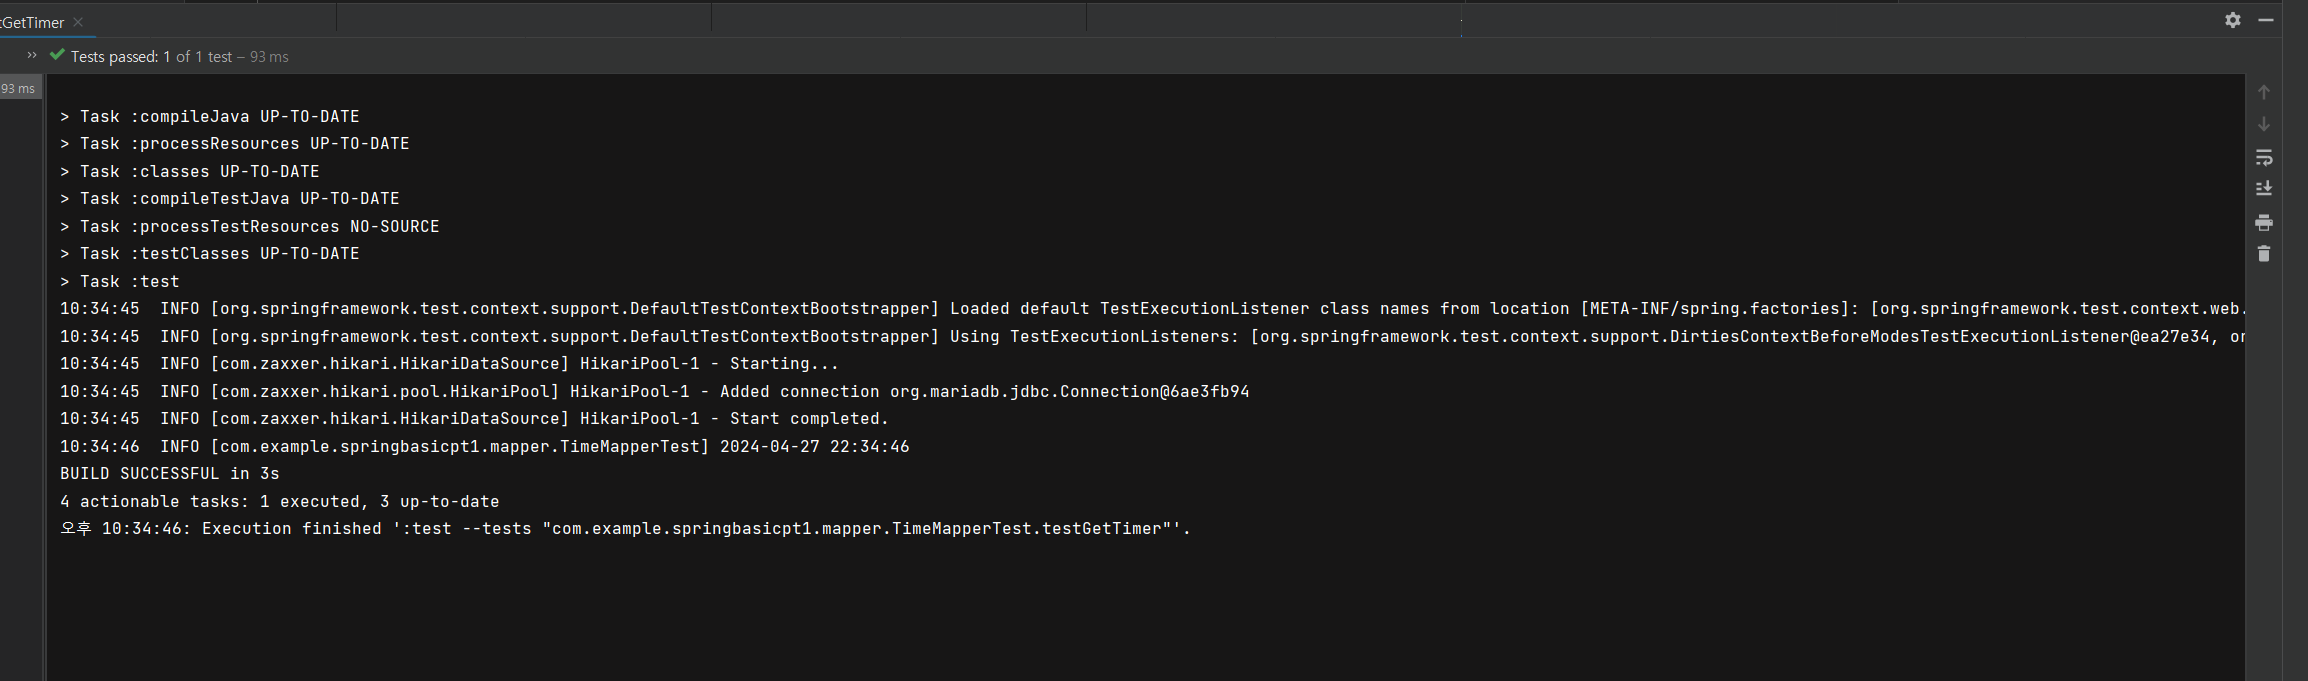 tGetTimer
Tests passed: 1 of 1 test – 93 ms
93 ms
> Task :compileJava UP-TO-DATE
> Task :processResources UP-TO-DATE
> Task :classes UP-TO-DATE
> Task :compileTestJava UP-TO-DATE
> Task :processTestResources NO-SOURCE
> Task :testClasses UP-TO-DATE
> Task :test
10:34:45  INFO [org.springframework.test.context.support.DefaultTestContextBootstrapper] Loaded default TestExecutionListener class names from location [META-INF/spring.factories]: [org.springframework.test.context.web.
10:34:45  INFO [org.springframework.test.context.support.DefaultTestContextBootstrapper] Using TestExecutionListeners: [org.springframework.test.context.support.DirtiesContextBeforeModesTestExecutionListener@ea27e34, or
10:34:45  INFO [com.zaxxer.hikari.HikariDataSource] HikariPool-1 - Starting...
10:34:45  INFO [com.zaxxer.hikari.pool.HikariPool] HikariPool-1 - Added connection org.mariadb.jdbc.Connection@6ae3fb94
10:34:45  INFO [com.zaxxer.hikari.HikariDataSource] HikariPool-1 - Start completed.
10:34:46  INFO [com.example.springbasicpt1.mapper.TimeMapperTest] 2024-04-27 22:34:46
BUILD SUCCESSFUL in 3s
4 actionable tasks: 1 executed, 3 up-to-date
오후 10:34:46: Execution finished ':test --tests "com.example.springbasicpt1.mapper.TimeMapperTest.testGetTimer"'.